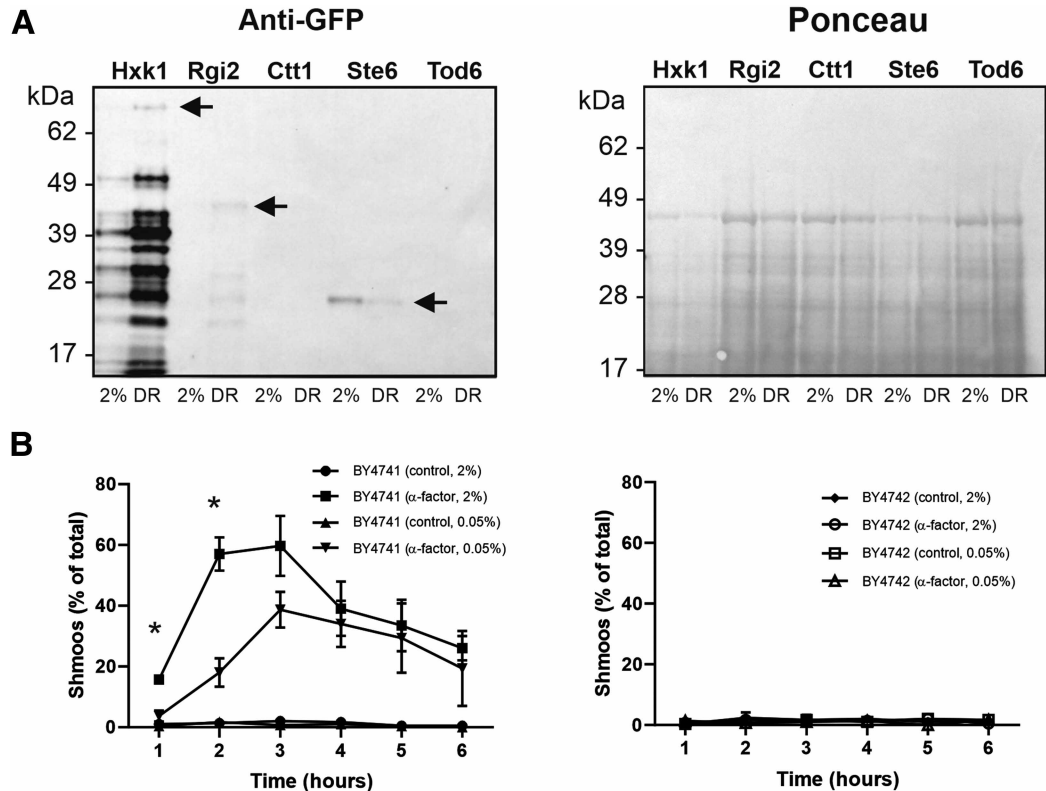 A
Anti-GFP
Hxk1 Rgi2 Ctt1 Ste6 Tod6
kDa
62
49
39
28
17
2% DR 2% DR 2% DR 2% DR 2% DR
Ponceau
Hxk1 Rgi2 Ctt1 Ste6 Tod6
kDa
62
49
39
28
17
2% DR 2% DR 2% DR 2% DR 2% DR
B
BY4741 (control, 2%)
BY4741 (α-factor, 2%)
BY4741 (control, 0.05%)
BY4741 (α-factor, 0.05%)
Shmoos (% of total)
80
60
40
20
0
* *
1 2 3 4 5 6
Time (hours)
BY4742 (control, 2%)
BY4742 (α-factor, 2%)
BY4742 (control, 0.05%)
BY4742 (α-factor, 0.05%)
Shmoos (% of total)
80
60
40
20
0
1 2 3 4 5 6
Time (hours)